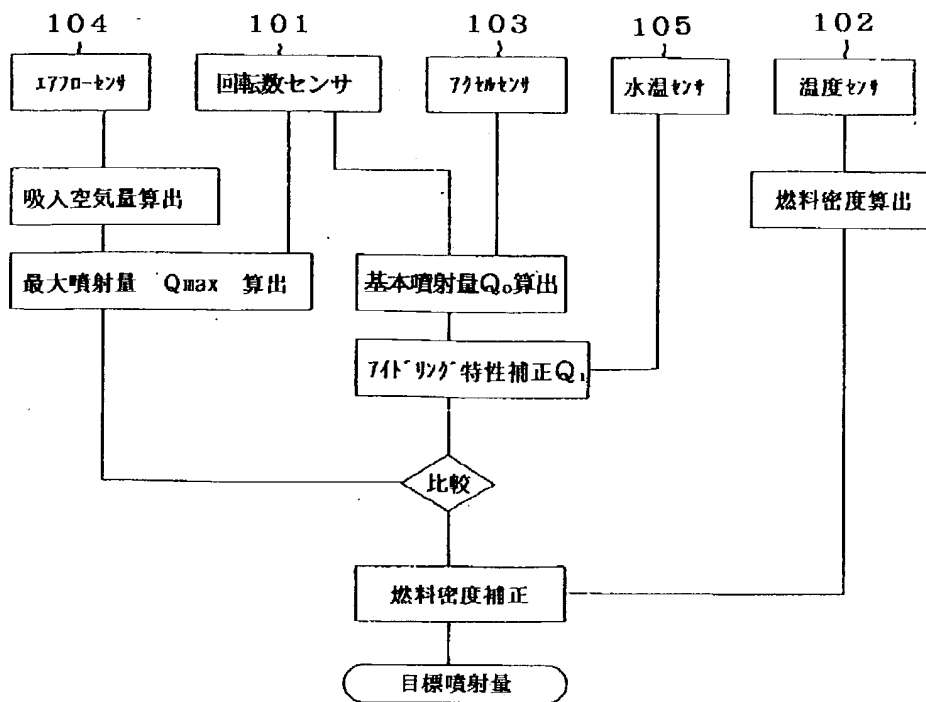 104 101 103 105 102
エアフローセンサ 回転数センサ アクセルセンサ 水温センサ 温度センサ
吸入空気量算出 燃料密度算出
最大噴射量 Qmax 算出 基本噴射量Q₀算出
アイドリング特性補正Q₁
比較
燃料密度補正
目標噴射量